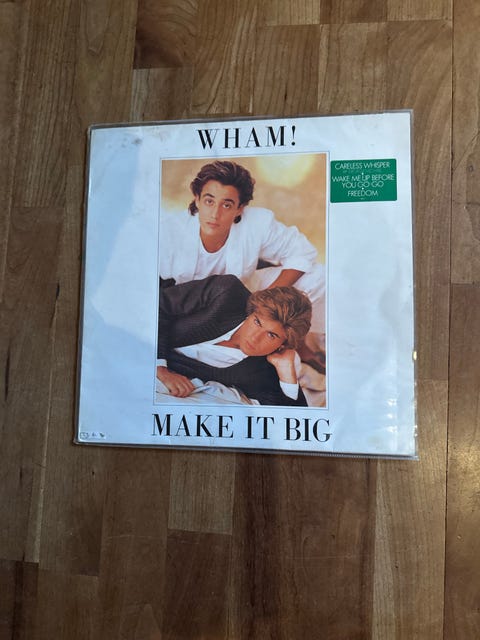 WHAM!
CARELESS WHISPER
WAKE ME UP BEFORE
YOU GO GO
FREEDOM
MAKE IT BIG